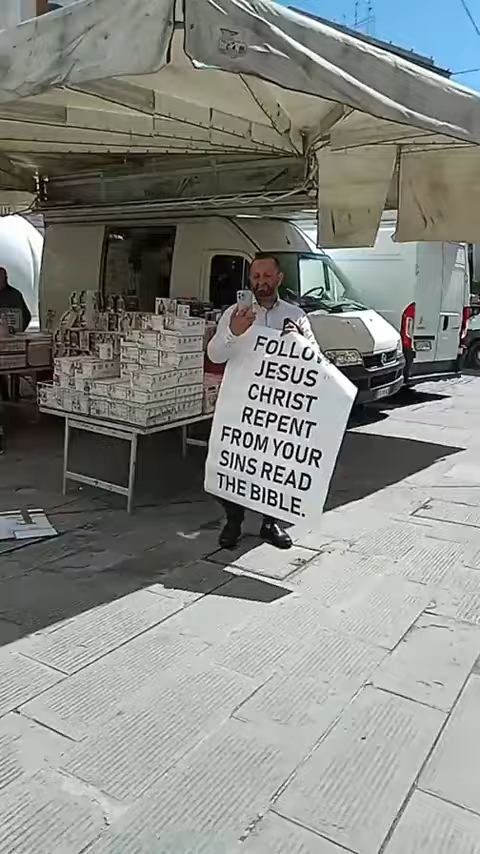 FOLLOW
JESUS
CHRIST
REPENT
FROM YOUR
SINS READ
THE BIBLE.